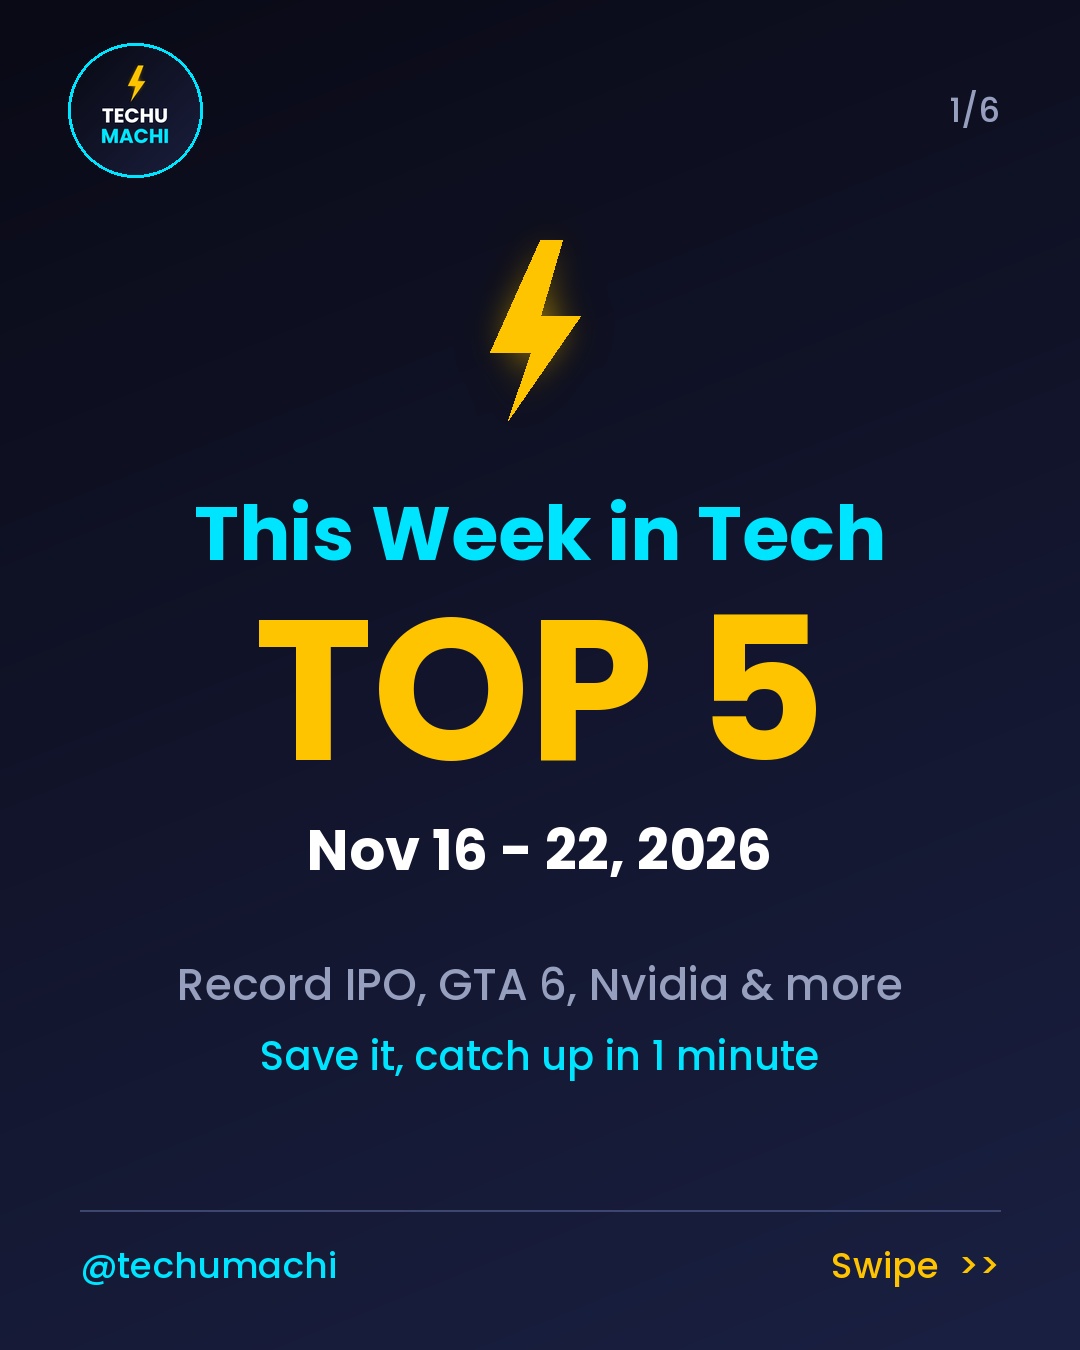 TECHU
MACHI
1/6
This Week in Tech
TOP 5
Nov 16 - 22, 2026
Record IPO, GTA 6, Nvidia & more
Save it, catch up in 1 minute
@techumachi
Swipe >>